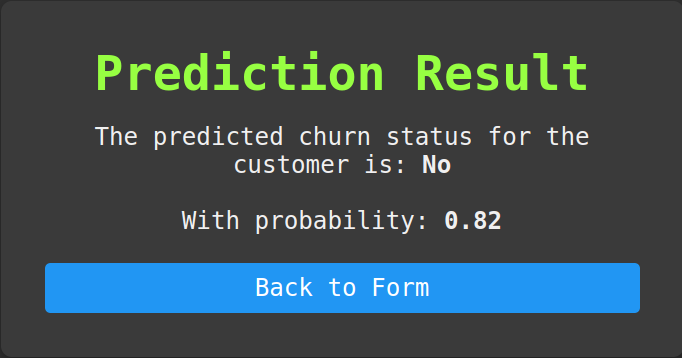 Prediction Result
The predicted churn status for the
customer is: No
With probability: 0.82
Back to Form